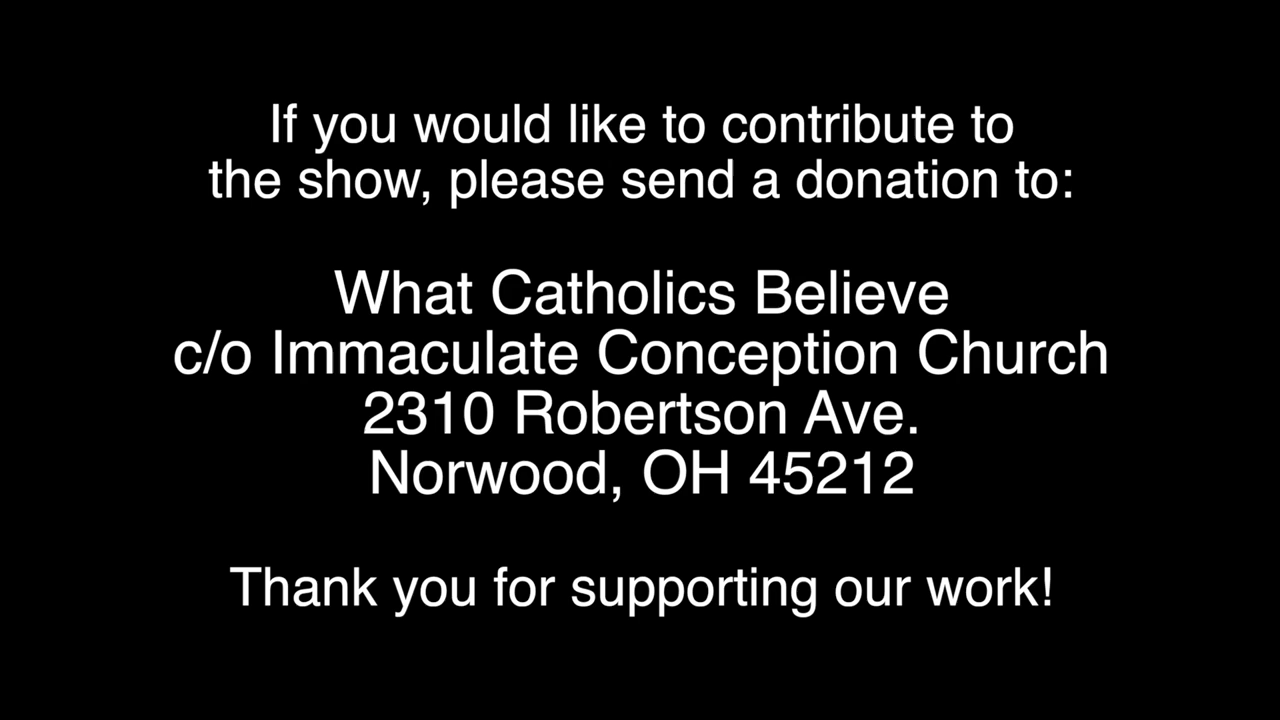 If you would like to contribute to
the show, please send a donation to:
What Catholics Believe
c/o Immaculate Conception Church
2310 Robertson Ave.
Norwood, OH 45212
Thank you for supporting our work!